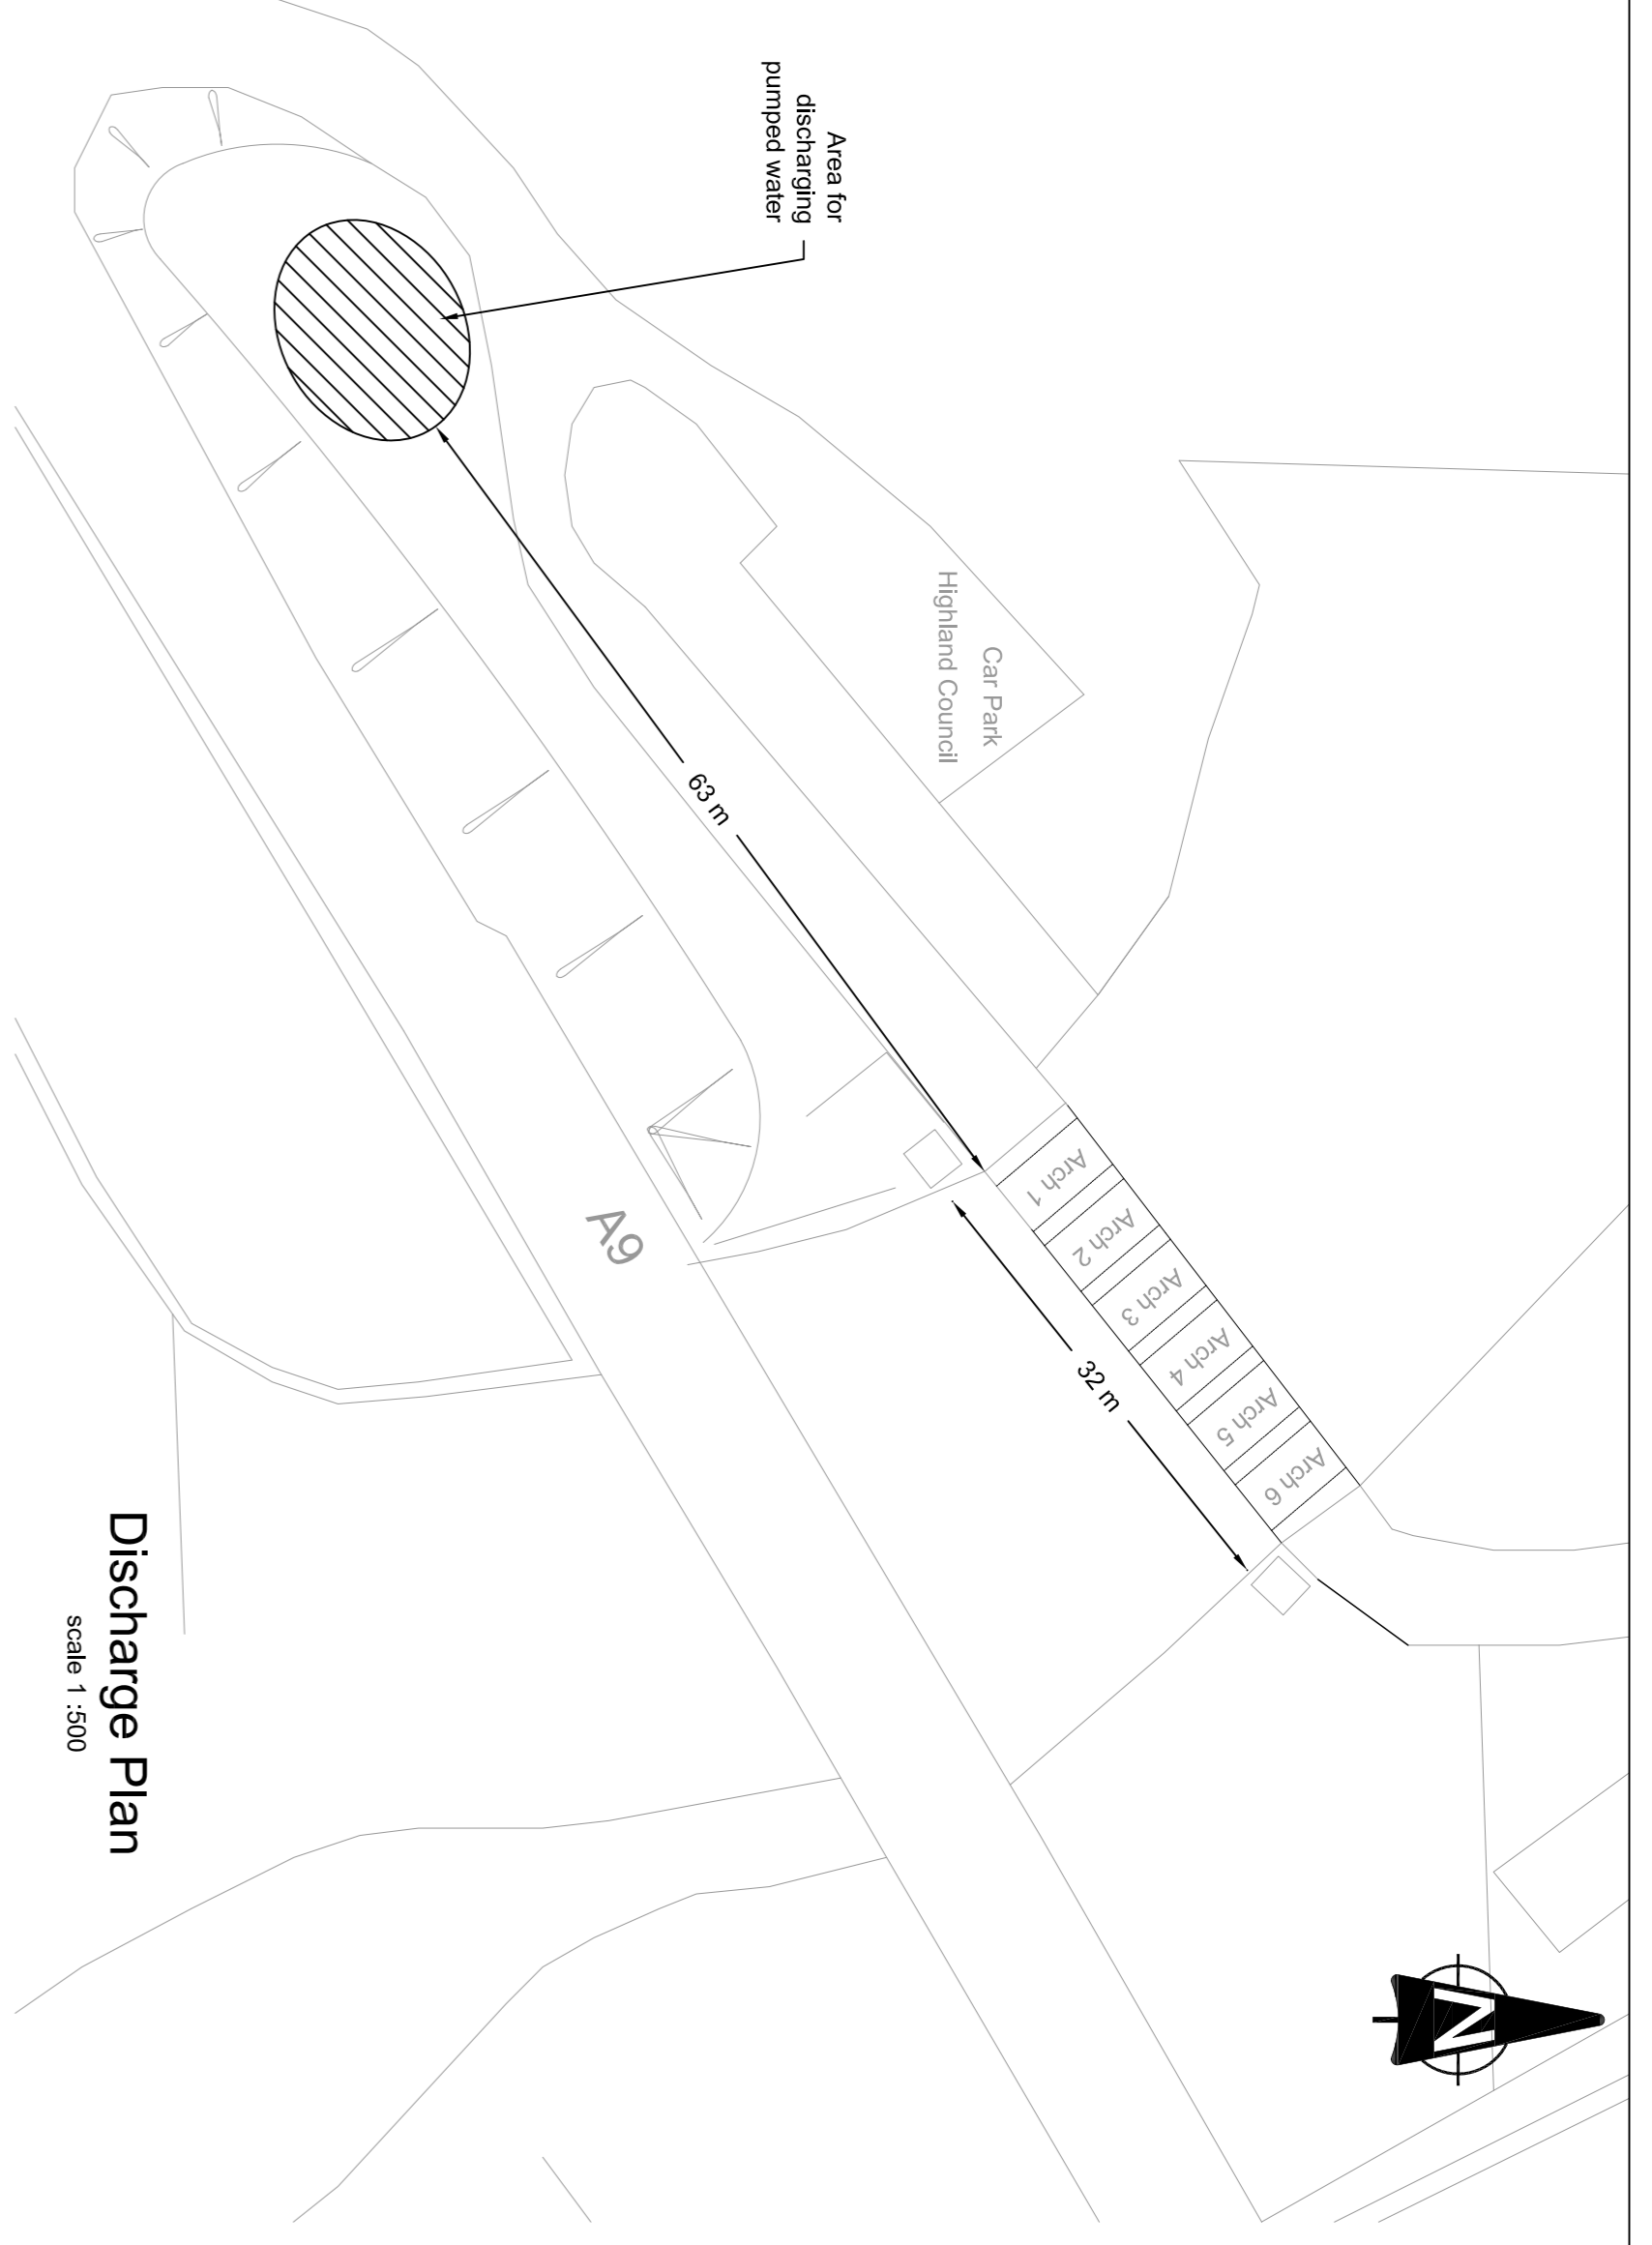 Area for
discharging
pumped water
Car Park
Highland Council
63 m
32 m
Arch 1
Arch 2
Arch 3
Arch 4
Arch 5
Arch 6
A9
N
Discharge Plan
scale 1 :500